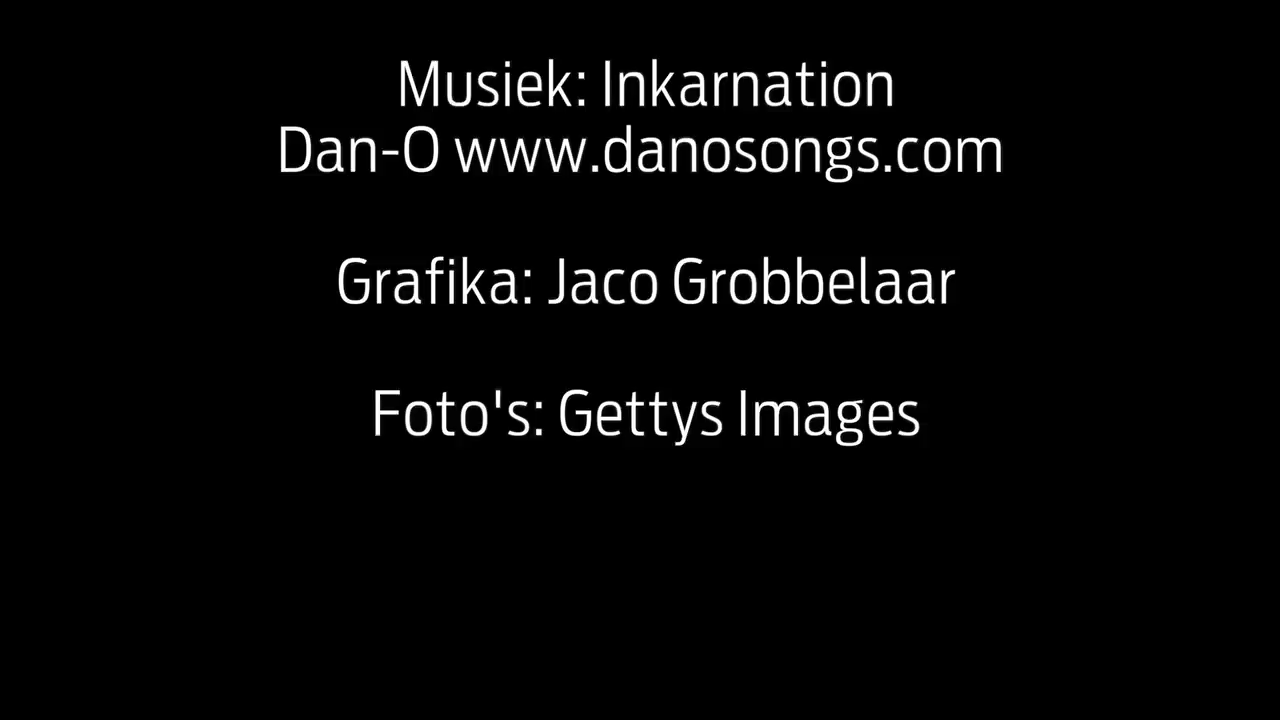 Musiek: Inkarnation
Dan-O www.danosongs.com
Grafika: Jaco Grobbelaar
Foto's: Gettys Images